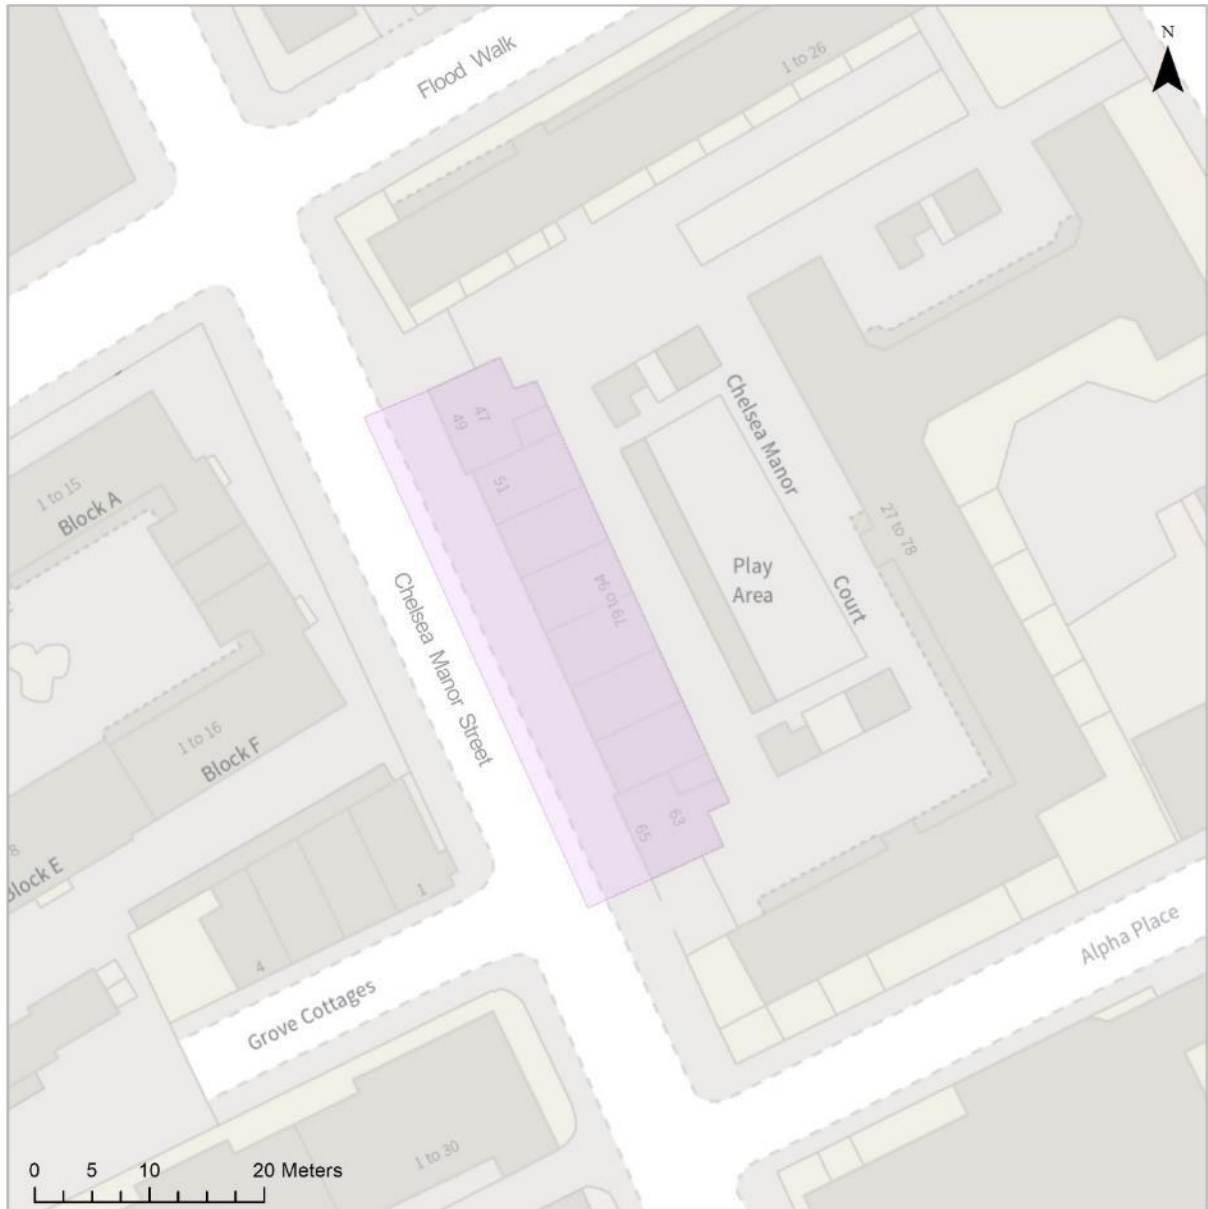 N
Flood Walk
1 to 26
47
49
51
79 to 94
Chelsea Manor
Court
27 to 78
Play
Area
1 to 15
Block A
Chelsea Manor Street
1 to 16
Block F
8
Block E
1
4
63
65
Grove Cottages
Alpha Place
1 to 30
0 5 10 20 Meters